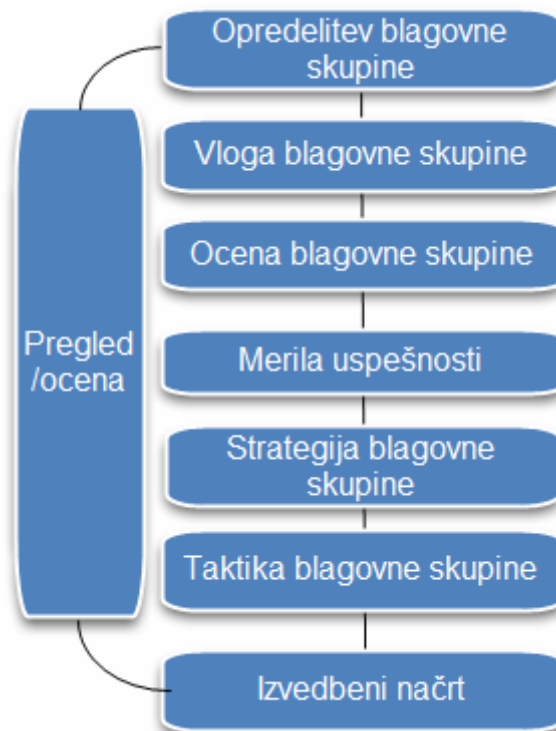 Opredelitev blagovne
skupine
Vloga blagovne skupine
Ocena blagovne skupine
Pregled
/ocena
Merila uspešnosti
Strategija blagovne
skupine
Taktika blagovne skupine
Izvedbeni načrt